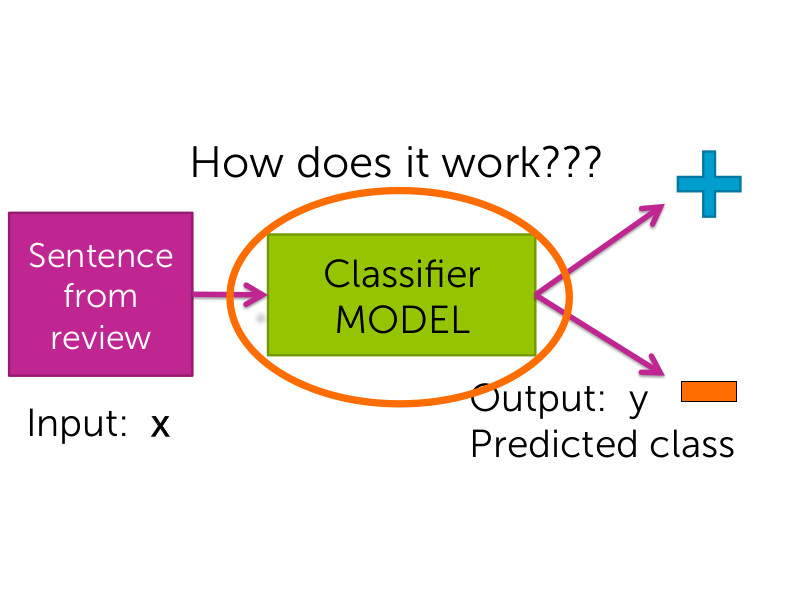 How does it work???
Sentence
from
review
Classifier
MODEL
Input: x
Output: y
Predicted class